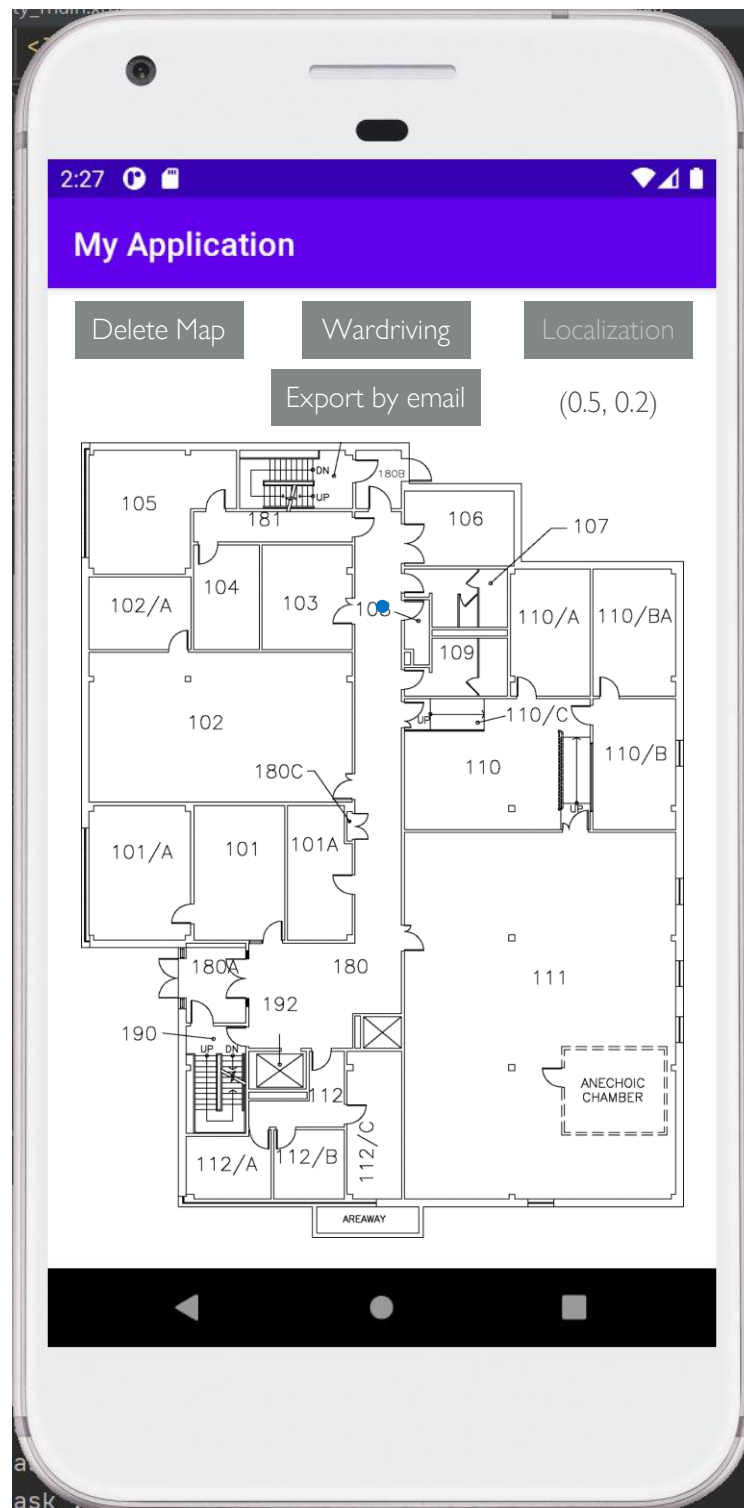 2:27
My Application
Delete Map
Wardriving
Localization
Export by email
(0.5, 0.2)
DN
180B
105
UP
106
181
107
104
103
102/A
110/A
110/BA
109
102
UP
110/C
110
110/B
180C
UP
101/A
101
101A
180A
180
111
192
190
UP DN
ANECHOIC
CHAMBER
112
112/A
112/B
112/C
AREAWAY
ask